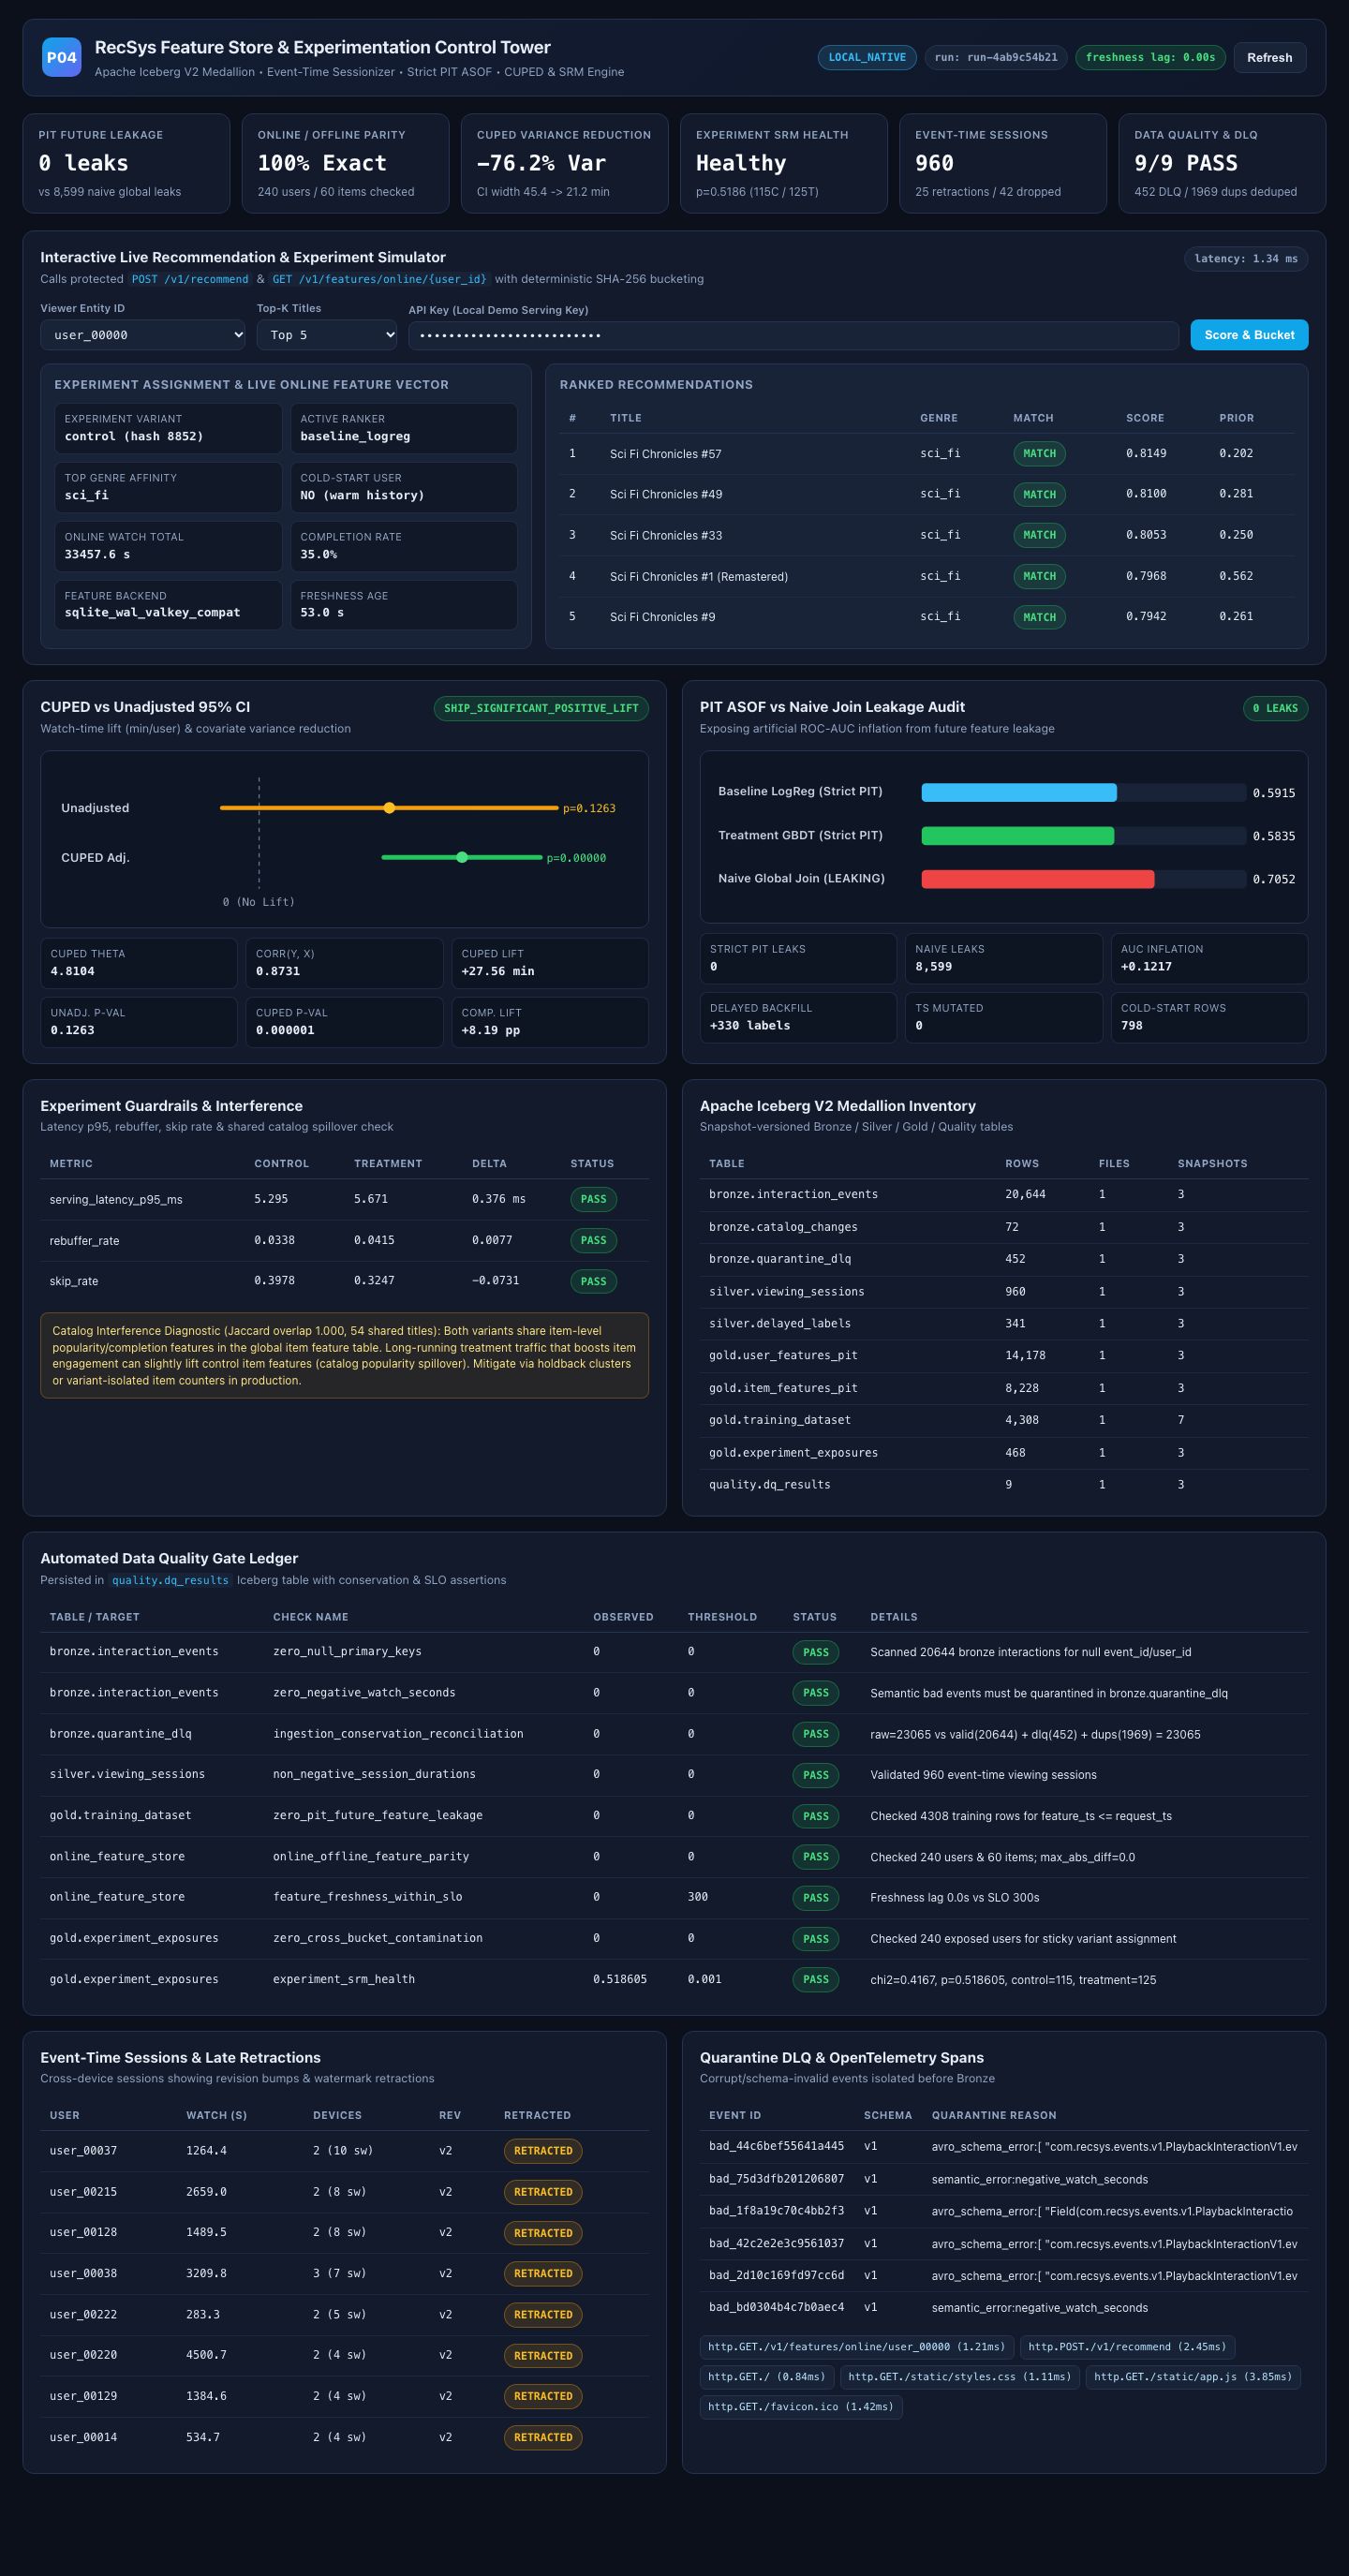 P04
RecSys Feature Store & Experimentation Control Tower
Apache Iceberg V2 Medallion • Event-Time Sessionizer • Strict PIT ASOF • CUPED & SRM Engine
LOCAL_NATIVE
run: run-4ab9c54b21
freshness lag: 0.00s
Refresh
PIT FUTURE LEAKAGE
0 leaks
vs 8,599 naive global leaks
ONLINE / OFFLINE PARITY
100% Exact
240 users / 60 items checked
CUPED VARIANCE REDUCTION
-76.2% Var
CI width 45.4 -> 21.2 min
EXPERIMENT SRM HEALTH
Healthy
p=0.5186 (115C / 125T)
EVENT-TIME SESSIONS
960
25 retractions / 42 dropped
DATA QUALITY & DLQ
9/9 PASS
452 DLQ / 1969 dups deduped
Interactive Live Recommendation & Experiment Simulator
Calls protected POST /v1/recommend & GET /v1/features/online/{user_id} with deterministic SHA-256 bucketing
latency: 1.34 ms
Viewer Entity ID
user_00000
Top-K Titles
Top 5
API Key (Local Demo Serving Key)
Score & Bucket
EXPERIMENT ASSIGNMENT & LIVE ONLINE FEATURE VECTOR
EXPERIMENT VARIANT
control (hash 8852)
ACTIVE RANKER
baseline_logreg
TOP GENRE AFFINITY
sci_fi
COLD-START USER
NO (warm history)
ONLINE WATCH TOTAL
33457.6 s
COMPLETION RATE
35.0%
FEATURE BACKEND
sqlite_wal_valkey_compat
FRESHNESS AGE
53.0 s
RANKED RECOMMENDATIONS
# TITLE GENRE MATCH SCORE PRIOR
1 Sci Fi Chronicles #57 sci_fi MATCH 0.8149 0.202
2 Sci Fi Chronicles #49 sci_fi MATCH 0.8100 0.281
3 Sci Fi Chronicles #33 sci_fi MATCH 0.8053 0.250
4 Sci Fi Chronicles #1 (Remastered) sci_fi MATCH 0.7968 0.562
5 Sci Fi Chronicles #9 sci_fi MATCH 0.7942 0.261
CUPED vs Unadjusted 95% CI
Watch-time lift (min/user) & covariate variance reduction
SHIP_SIGNIFICANT_POSITIVE_LIFT
Unadjusted p=0.1263
CUPED Adj. p=0.00000
0 (No Lift)
CUPED THETA
4.8104
CORR(Y, X)
0.8731
CUPED LIFT
+27.56 min
UNADJ. P-VAL
0.1263
CUPED P-VAL
0.000001
COMP. LIFT
+8.19 pp
PIT ASOF vs Naive Join Leakage Audit
Exposing artificial ROC-AUC inflation from future feature leakage
0 LEAKS
Baseline LogReg (Strict PIT) 0.5915
Treatment GBDT (Strict PIT) 0.5835
Naive Global Join (LEAKING) 0.7052
STRICT PIT LEAKS
0
NAIVE LEAKS
8,599
AUC INFLATION
+0.1217
DELAYED BACKFILL
+330 labels
TS MUTATED
0
COLD-START ROWS
798
Experiment Guardrails & Interference
Latency p95, rebuffer, skip rate & shared catalog spillover check
METRIC CONTROL TREATMENT DELTA STATUS
serving_latency_p95_ms 5.295 5.671 0.376 ms PASS
rebuffer_rate 0.0338 0.0415 0.0077 PASS
skip_rate 0.3978 0.3247 -0.0731 PASS
Catalog Interference Diagnostic (Jaccard overlap 1.000, 54 shared titles): Both variants share item-level
popularity/completion features in the global item feature table. Long-running treatment traffic that boosts item
engagement can slightly lift control item features (catalog popularity spillover). Mitigate via holdback clusters
or variant-isolated item counters in production.
Apache Iceberg V2 Medallion Inventory
Snapshot-versioned Bronze / Silver / Gold / Quality tables
TABLE ROWS FILES SNAPSHOTS
bronze.interaction_events 20,644 1 3
bronze.catalog_changes 72 1 3
bronze.quarantine_dlq 452 1 3
silver.viewing_sessions 960 1 3
silver.delayed_labels 341 1 3
gold.user_features_pit 14,178 1 3
gold.item_features_pit 8,228 1 3
gold.training_dataset 4,308 1 7
gold.experiment_exposures 468 1 3
quality.dq_results 9 1 3
Automated Data Quality Gate Ledger
Persisted in quality.dq_results Iceberg table with conservation & SLO assertions
TABLE / TARGET CHECK NAME OBSERVED THRESHOLD STATUS DETAILS
bronze.interaction_events zero_null_primary_keys 0 0 PASS Scanned 20644 bronze interactions for null event_id/user_id
bronze.interaction_events zero_negative_watch_seconds 0 0 PASS Semantic bad events must be quarantined in bronze.quarantine_dlq
bronze.quarantine_dlq ingestion_conservation_reconciliation 0 0 PASS raw=23065 vs valid(20644) + dlq(452) + dups(1969) = 23065
silver.viewing_sessions non_negative_session_durations 0 0 PASS Validated 960 event-time viewing sessions
gold.training_dataset zero_pit_future_feature_leakage 0 0 PASS Checked 4308 training rows for feature_ts <= request_ts
online_feature_store online_offline_feature_parity 0 0 PASS Checked 240 users & 60 items; max_abs_diff=0.0
online_feature_store feature_freshness_within_slo 0 300 PASS Freshness lag 0.0s vs SLO 300s
gold.experiment_exposures zero_cross_bucket_contamination 0 0 PASS Checked 240 exposed users for sticky variant assignment
gold.experiment_exposures experiment_srm_health 0.518605 0.001 PASS chi2=0.4167, p=0.518605, control=115, treatment=125
Event-Time Sessions & Late Retractions
Cross-device sessions showing revision bumps & watermark retractions
USER WATCH (S) DEVICES REV RETRACTED
user_00037 1264.4 2 (10 sw) v2 RETRACTED
user_00215 2659.0 2 (8 sw) v2 RETRACTED
user_00128 1489.5 2 (8 sw) v2 RETRACTED
user_00038 3209.8 3 (7 sw) v2 RETRACTED
user_00222 283.3 2 (5 sw) v2 RETRACTED
user_00220 4500.7 2 (4 sw) v2 RETRACTED
user_00129 1384.6 2 (4 sw) v2 RETRACTED
user_00014 534.7 2 (4 sw) v2 RETRACTED
Quarantine DLQ & OpenTelemetry Spans
Corrupt/schema-invalid events isolated before Bronze
EVENT ID SCHEMA QUARANTINE REASON
bad_44c6bef55641a445 v1 avro_schema_error:[ "com.recsys.events.v1.PlaybackInteractionV1.ev
bad_75d3dfb201206807 v1 semantic_error:negative_watch_seconds
bad_1f8a19c70c4bb2f3 v1 avro_schema_error:[ "Field(com.recsys.events.v1.PlaybackInteractio
bad_42c2e2e3c9561037 v1 avro_schema_error:[ "com.recsys.events.v1.PlaybackInteractionV1.ev
bad_2d10c169fd97cc6d v1 avro_schema_error:[ "com.recsys.events.v1.PlaybackInteractionV1.ev
bad_bd0304b4c7b0aec4 v1 semantic_error:negative_watch_seconds
http.GET./v1/features/online/user_00000 (1.21ms) http.POST./v1/recommend (2.45ms)
http.GET./ (0.84ms) http.GET./static/styles.css (1.11ms) http.GET./static/app.js (3.85ms)
http.GET./favicon.ico (1.42ms)